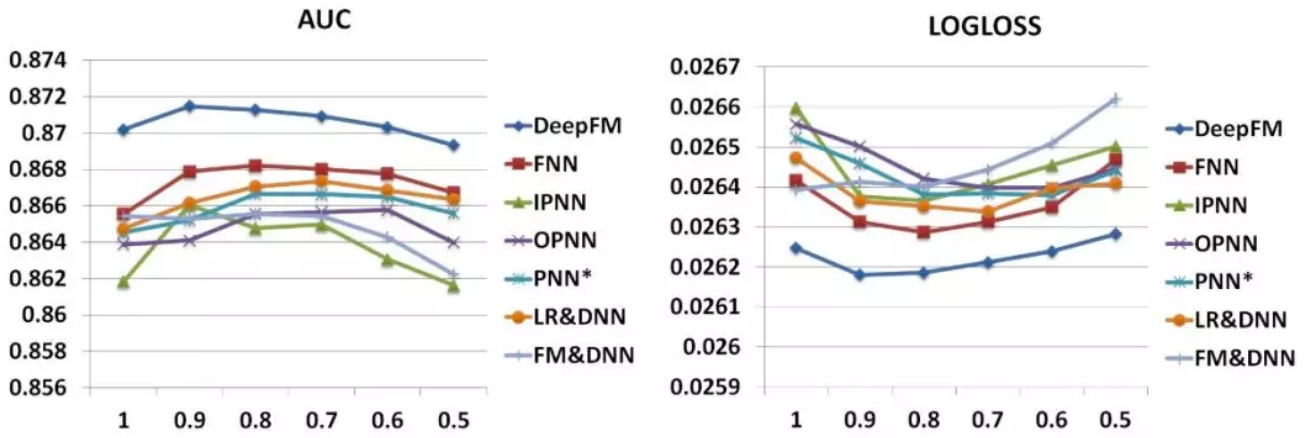 AUC
0.874
0.872
0.87
0.868
0.866
0.864
0.862
0.86
0.858
0.856
1 0.9 0.8 0.7 0.6 0.5
DeepFM
FNN
IPNN
OPNN
PNN*
LR&DNN
FM&DNN
LOGLOSS
0.0267
0.0266
0.0265
0.0264
0.0263
0.0262
0.0261
0.026
0.0259
1 0.9 0.8 0.7 0.6 0.5
DeepFM
FNN
IPNN
OPNN
PNN*
LR&DNN
FM&DNN